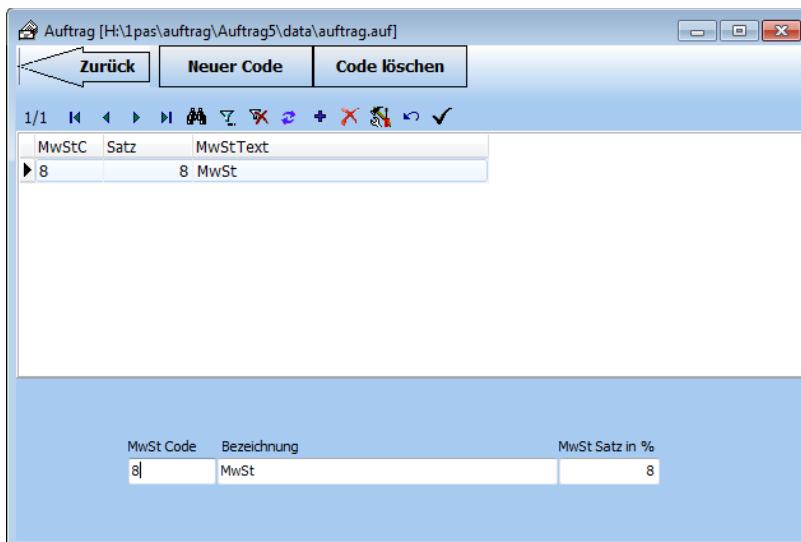 Auftrag [H:\1pas\auftrag\Auftrag5\data\auftrag.auf]
Zurück Neuer Code Code löschen
1/1
MwStC Satz MwStText
8 8 MwSt
MwSt Code Bezeichnung MwSt Satz in %
8 MwSt 8